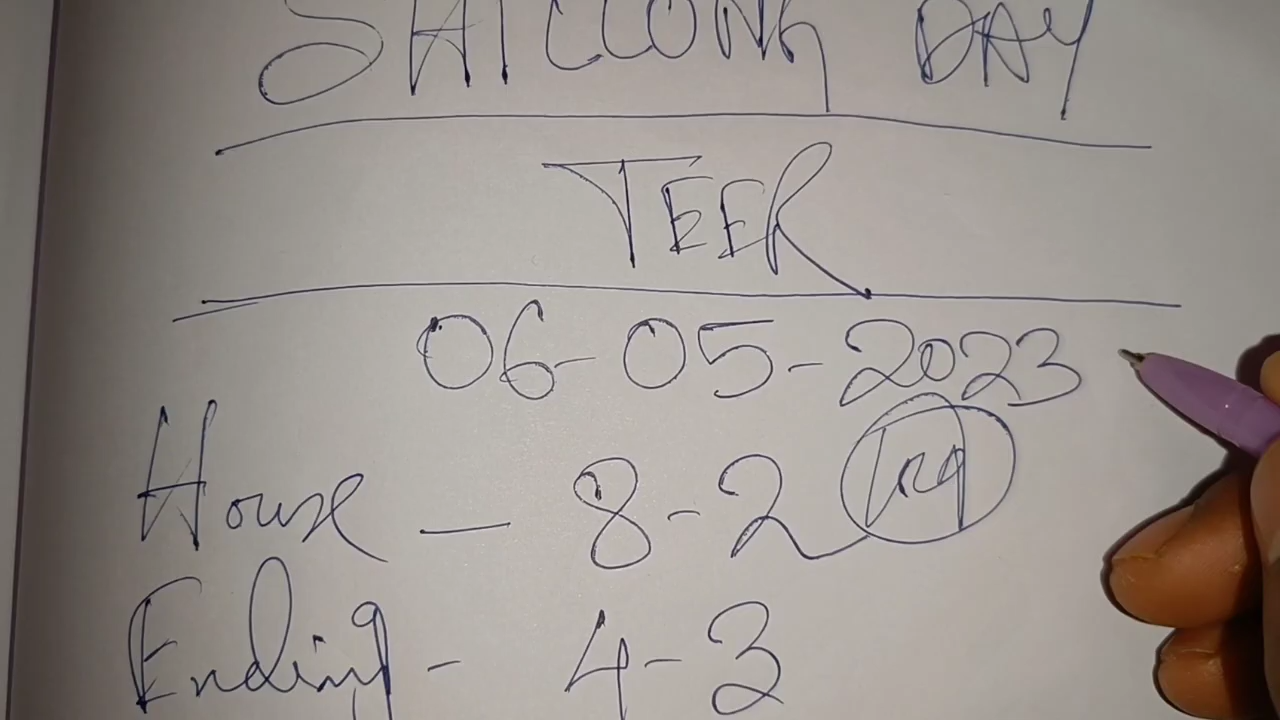 SHILLONG DAY
TEER
06-05-2023
House - 8-2
Ending - 4-3